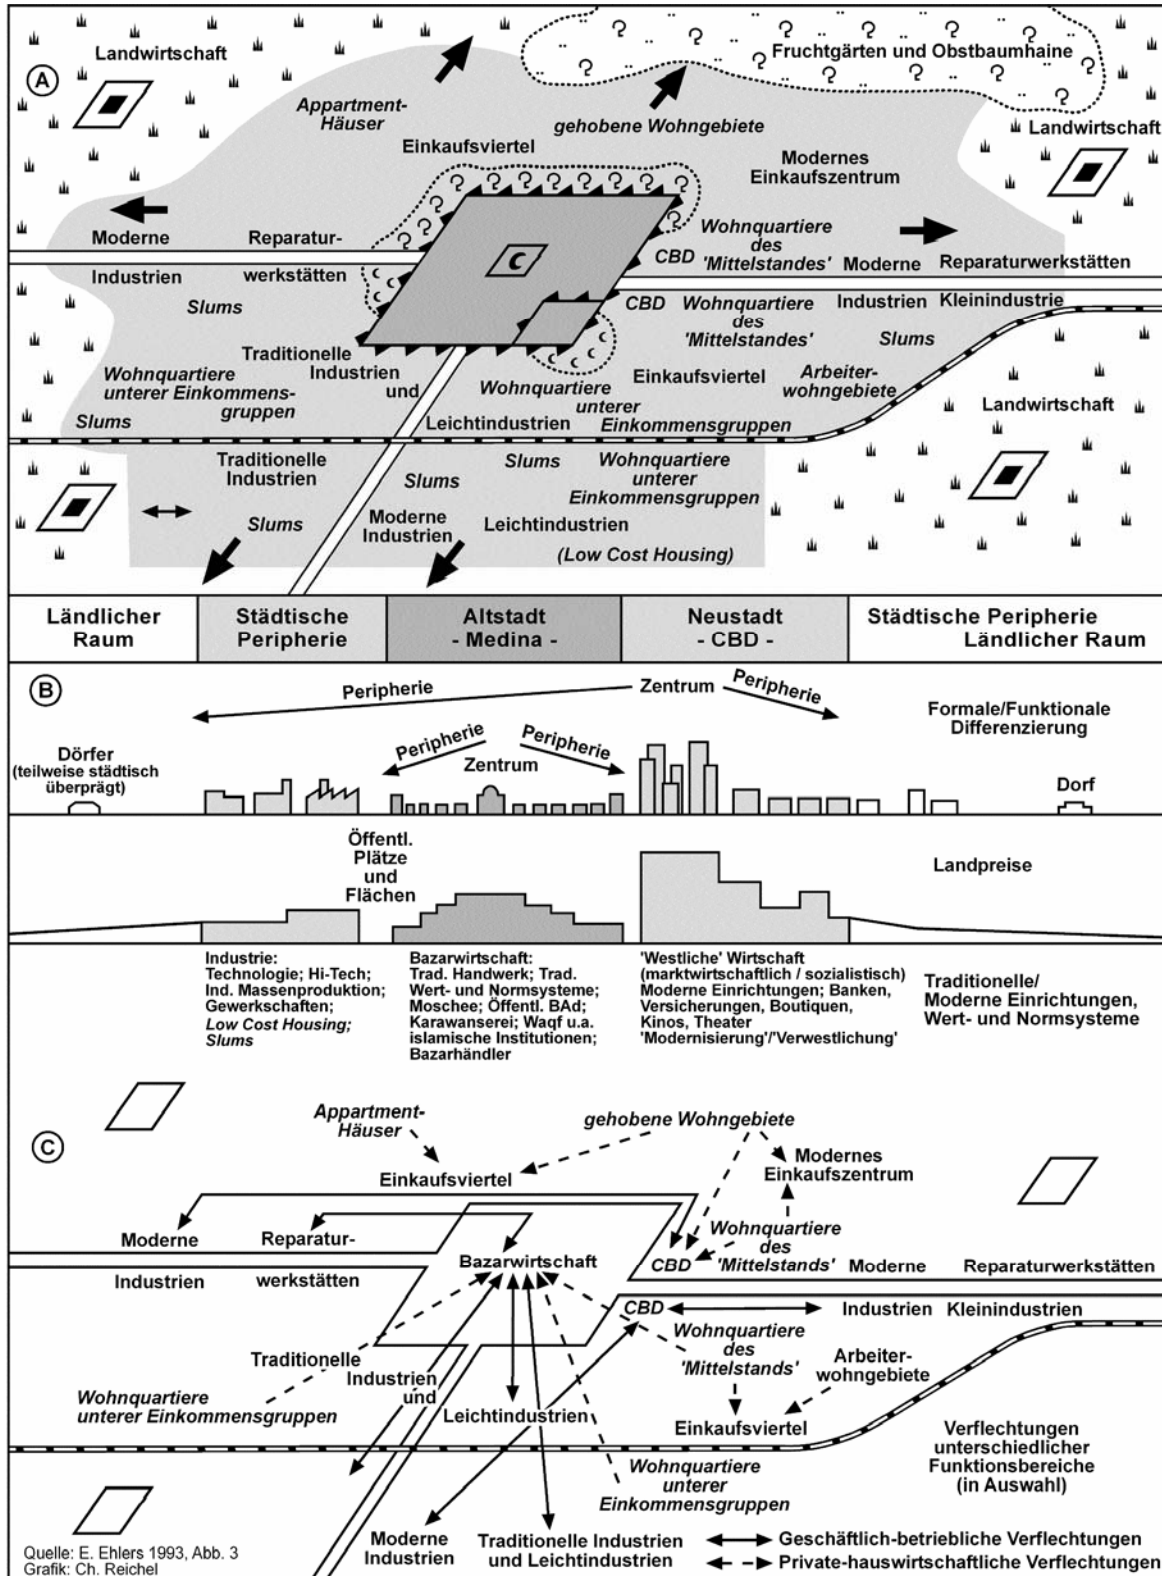 Landwirtschaft
A
Fruchtgärten und Obstbaumhaine
Appartment-
Häuser
gehobene Wohngebiete
Einkaufsviertel
Landwirtschaft
Modernes
Einkaufszentrum
Moderne
Reparatur-
Industrien
werkstätten
Slums
Wohnquartiere
des
'Mittelstandes'
CBD
Moderne
Reparaturwerkstätten
CBD
Wohnquartiere
des
'Mittelstandes'
Industrien
Kleinindustrie
Slums
Traditionelle
Industrien
und
Wohnquartiere
unterer Einkommens-
gruppen
Slums
Wohnquartiere
unterer
Einkommensgruppen
Einkaufsviertel
Arbeiter-
wohngebiete
Leichtindustrien
Landwirtschaft
Traditionelle
Industrien
Slums
Slums
Wohnquartiere
unterer
Einkommensgruppen
Slums
Moderne
Industrien
Leichtindustrien
(Low Cost Housing)
Ländlicher
Raum
Städtische
Peripherie
Altstadt
- Medina -
Neustadt
- CBD -
Städtische Peripherie
Ländlicher Raum
B
Peripherie
Zentrum
Peripherie
Formale/Funktionale
Differenzierung
Dörfer
(teilweise städtisch
überprägt)
Peripherie
Zentrum
Peripherie
Dorf
Öffentl.
Plätze
und
Flächen
Landpreise
Industrie:
Technologie; Hi-Tech;
Ind. Massenproduktion;
Gewerkschaften;
Low Cost Housing;
Slums
Bazarwirtschaft:
Trad. Handwerk; Trad.
Wert- und Normsysteme;
Moschee; Öffentl. BAd;
Karawanserei; Waqf u.a.
islamische Institutionen;
Bazarhändler
'Westliche' Wirtschaft
(marktwirtschaftlich / sozialistisch)
Moderne Einrichtungen; Banken,
Versicherungen, Boutiquen,
Kinos, Theater
'Modernisierung'/'Verwestlichung'
Traditionelle/
Moderne Einrichtungen,
Wert- und Normsysteme
C
Appartment-
Häuser
gehobene Wohngebiete
Einkaufsviertel
Modernes
Einkaufszentrum
Moderne
Reparatur-
Industrien
werkstätten
Bazarwirtschaft
CBD
Wohnquartiere
des
'Mittelstands'
Moderne
Reparaturwerkstätten
CBD
Industrien
Kleinindustrien
Wohnquartiere
des
'Mittelstands'
Arbeiter-
wohngebiete
Traditionelle
Industrien
und
Wohnquartiere
unterer Einkommensgruppen
Leichtindustrien
Einkaufsviertel
Verflechtungen
unterschiedlicher
Funktionsbereiche
(in Auswahl)
Wohnquartiere
unterer
Einkommensgruppen
Moderne
Industrien
Traditionelle Industrien
und Leichtindustrien
Geschäftlich-betriebliche Verflechtungen
Private-hauswirtschaftliche Verflechtungen
Quelle: E. Ehlers 1993, Abb. 3
Grafik: Ch. Reichel